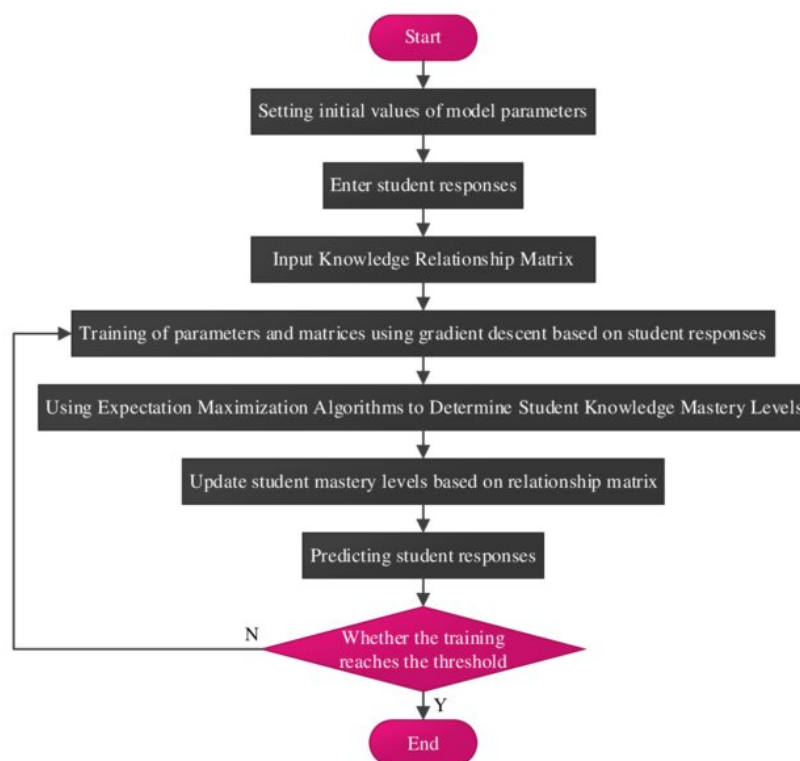 Start
Setting initial values of model parameters
Enter student responses
Input Knowledge Relationship Matrix
Training of parameters and matrices using gradient descent based on student responses
Using Expectation Maximization Algorithms to Determine Student Knowledge Mastery Levels
Update student mastery levels based on relationship matrix
Predicting student responses
N
Whether the training
reaches the threshold
Y
End